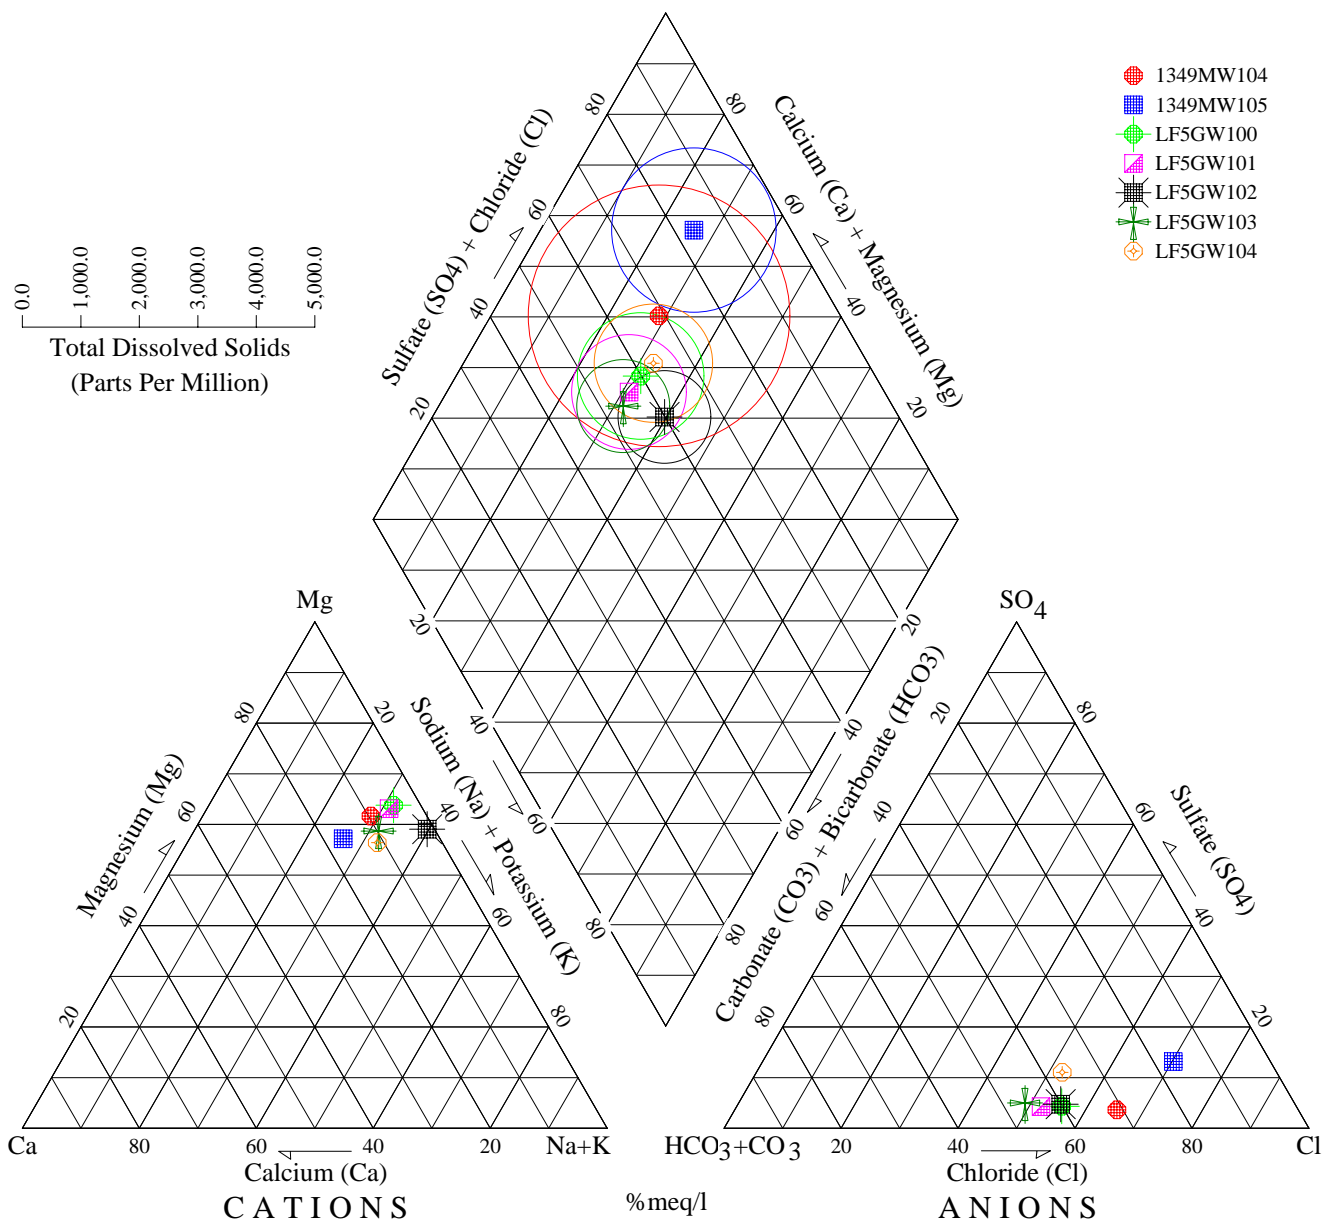 1349MW104
1349MW105
LF5GW100
LF5GW101
LF5GW102
LF5GW103
LF5GW104
0.0
1,000.0
2,000.0
3,000.0
4,000.0
5,000.0
Total Dissolved Solids
(Parts Per Million)
80
60
40
20
Sulfate (SO4) + Chloride (Cl)
80
60
40
20
Calcium (Ca) + Magnesium (Mg)
20
40
60
80
Sodium (Na) + Potassium (K)
20
40
60
80
Carbonate (CO3) + Bicarbonate (HCO3)
Mg
80
60
40
20
Magnesium (Mg)
20
40
60
80
Ca
80
60
40
20
Na+K
Calcium (Ca)
CATIONS
%meq/l
SO4
20
40
60
80
80
60
40
20
Sulfate (SO4)
HCO3+CO3
20
40
60
80
Cl
Chloride (Cl)
ANIONS